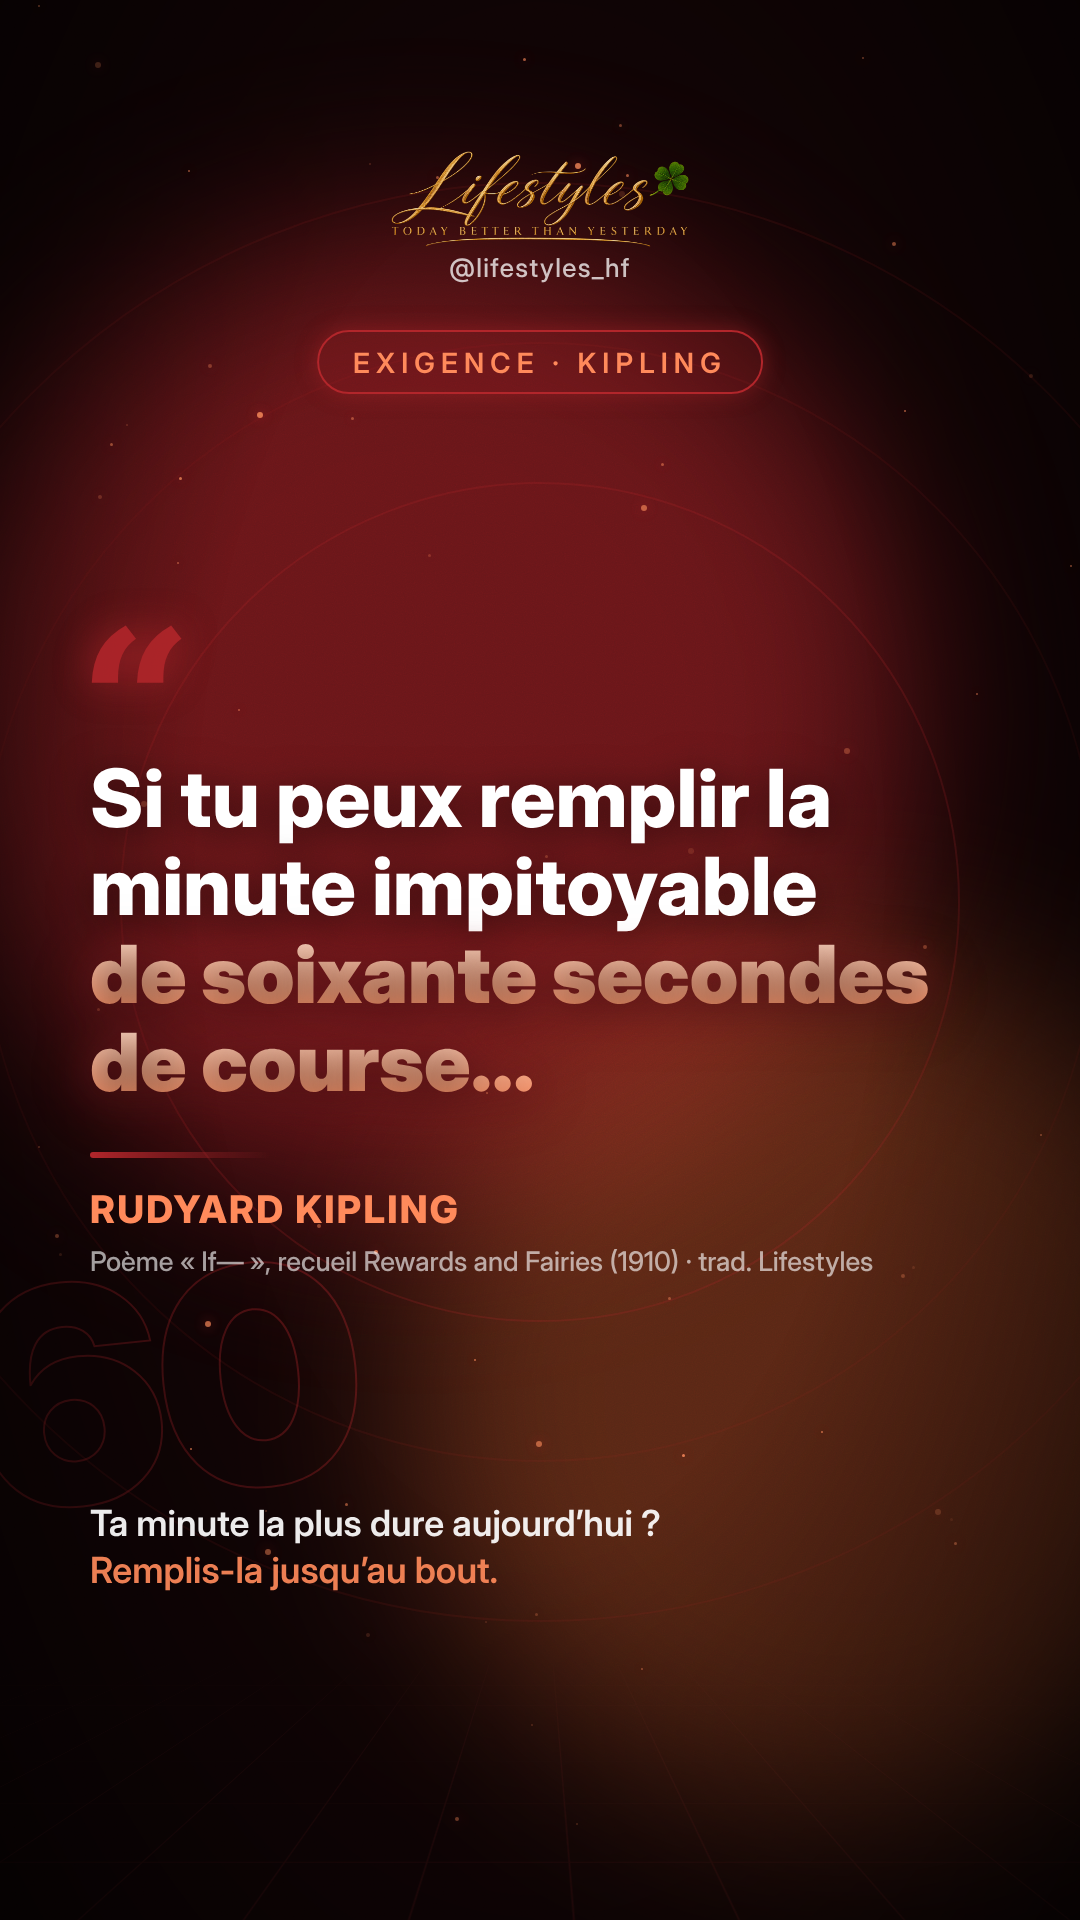 Lifestyles
TODAY BETTER THAN YESTERDAY
@lifestyles_hf
EXIGENCE · KIPLING
“
Si tu peux remplir la
minute impitoyable
de soixante secondes
de course...
RUDYARD KIPLING
Poème « If— », recueil Rewards and Fairies (1910) · trad. Lifestyles
60
Ta minute la plus dure aujourd’hui ?
Remplis-la jusqu’au bout.